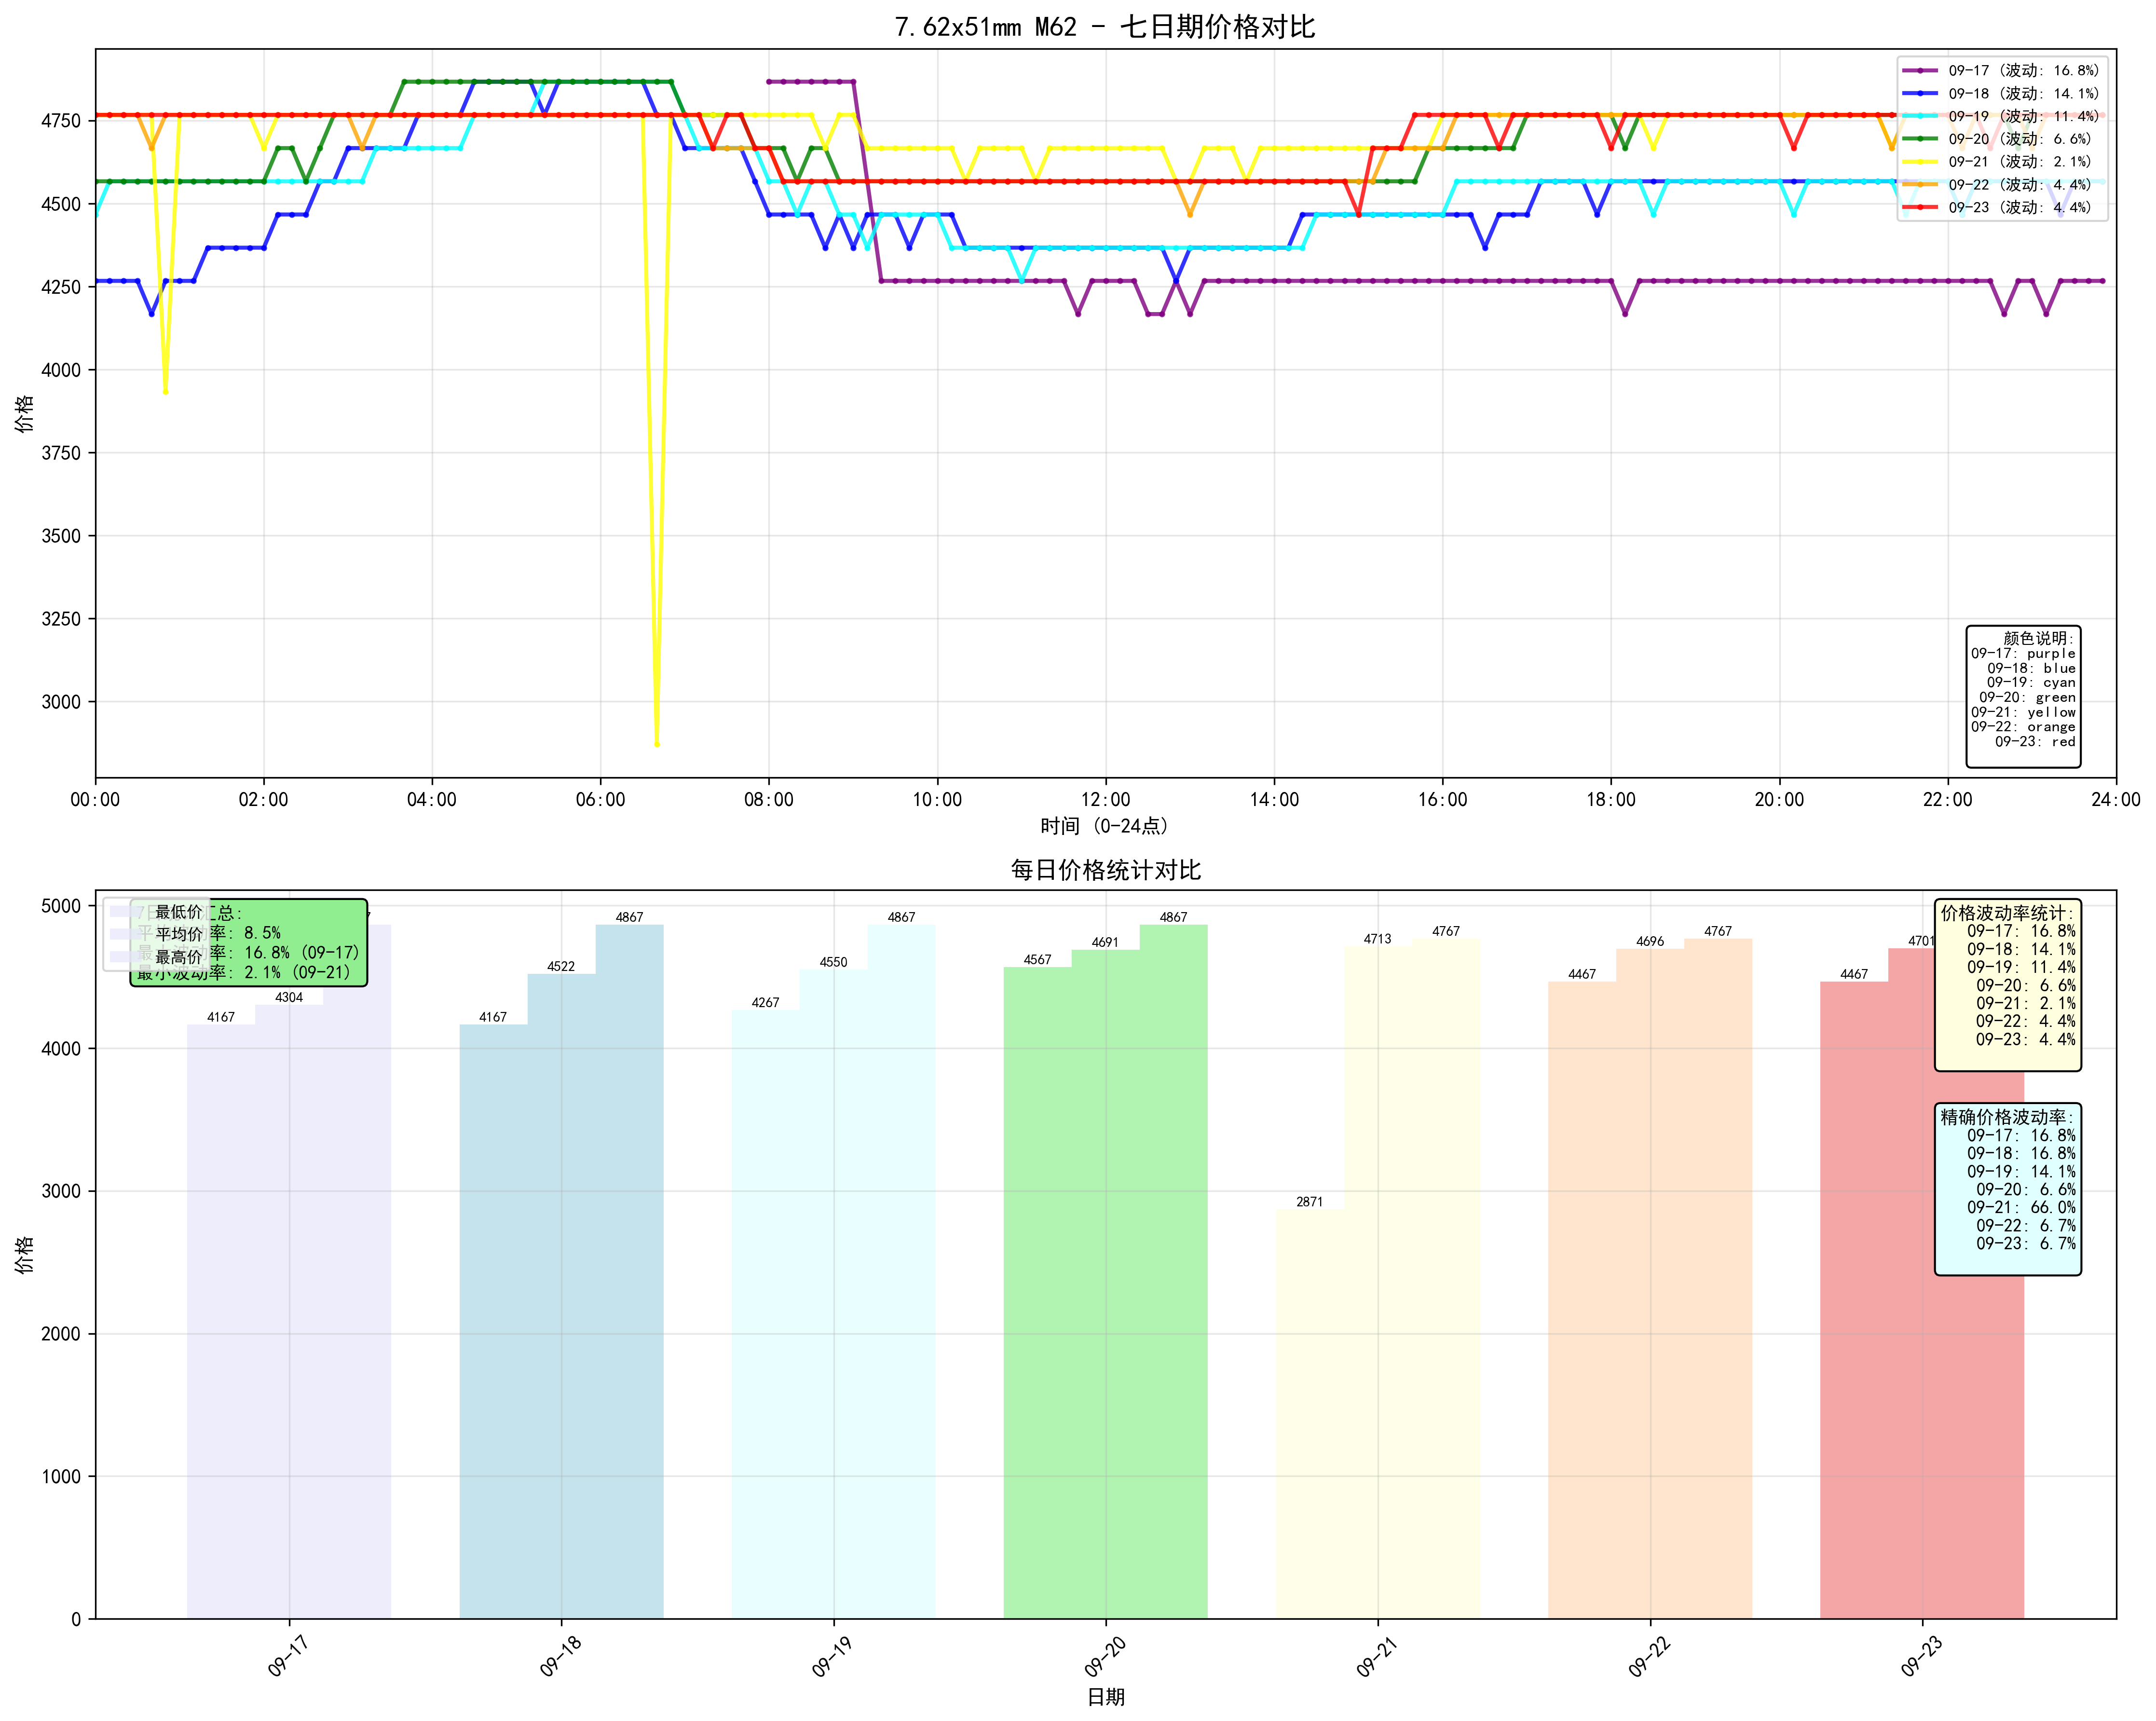 7.62x51mm M62 - 七日期价格对比
价格
4750
4500
4250
4000
3750
3500
3250
3000
09-17 (波动: 16.8%)
09-18 (波动: 14.1%)
09-19 (波动: 11.4%)
09-20 (波动: 6.6%)
09-21 (波动: 2.1%)
09-22 (波动: 4.4%)
09-23 (波动: 4.4%)
颜色说明:
09-17: purple
09-18: blue
09-19: cyan
09-20: green
09-21: yellow
09-22: orange
09-23: red
00:00 02:00 04:00 06:00 08:00 10:00 12:00 14:00 16:00 18:00 20:00 22:00 24:00
时间 (0-24点)
每日价格统计对比
价格
5000
4000
3000
2000
1000
0
最低价
平均价
最高价
汇总:
率: 8.5%
率: 16.8% (09-17)
最小波动率: 2.1% (09-21)
4167 4304
4167 4522 4867
4267 4550 4867
4567 4691 4867
2871 4713 4767
4467 4696 4767
4467 4701
价格波动率统计:
09-17: 16.8%
09-18: 14.1%
09-19: 11.4%
09-20: 6.6%
09-21: 2.1%
09-22: 4.4%
09-23: 4.4%
精确价格波动率:
09-17: 16.8%
09-18: 16.8%
09-19: 14.1%
09-20: 6.6%
09-21: 66.0%
09-22: 6.7%
09-23: 6.7%
09-17 09-18 09-19 09-20 09-21 09-22 09-23
日期